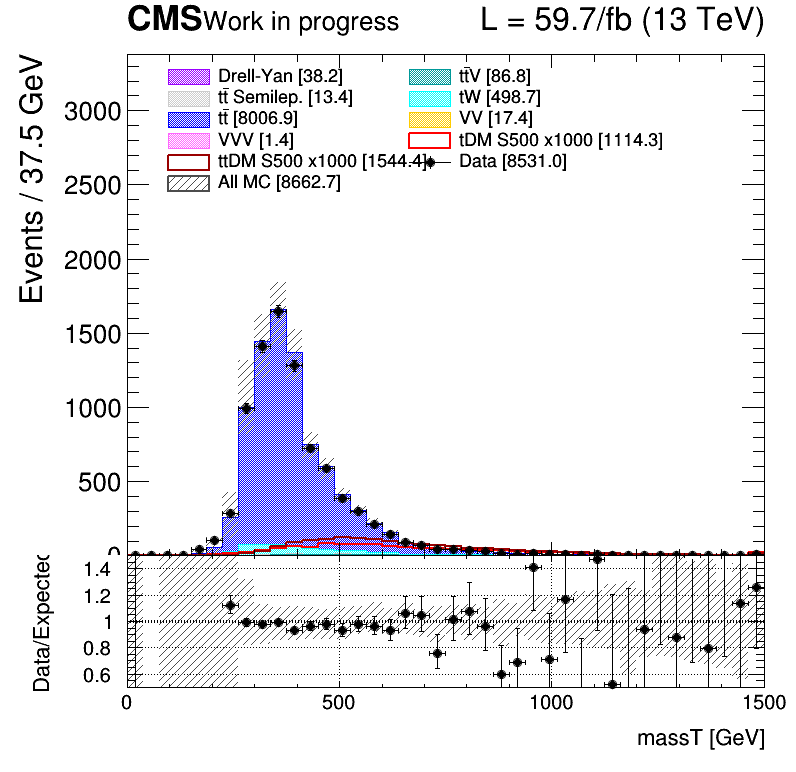 CMS Work in progress L = 59.7/fb (13 TeV)
Events / 37.5 GeV
Drell-Yan [38.2]
tt̄V [86.8]
tt̄ Semilep. [13.4]
tW [498.7]
tt̄ [8006.9]
VV [17.4]
VVV [1.4]
tDM S500 x1000 [1114.3]
ttDM S500 x1000 [1544.4]
Data [8531.0]
All MC [8662.7]
3000
2500
2000
1500
1000
500
0
Data/Expected
1.4
1.2
1
0.8
0.6
0 500 1000 1500
massT [GeV]